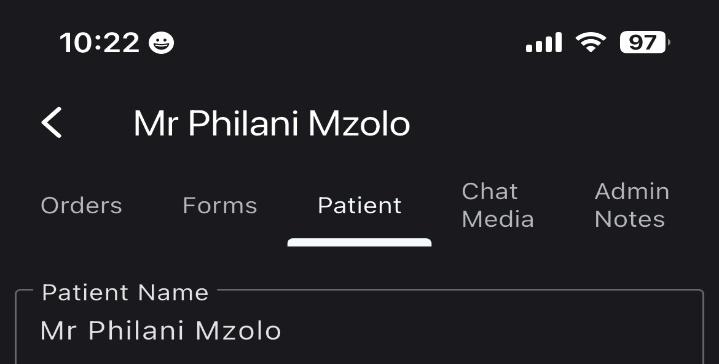 10:22 97
Mr Philani Mzolo
Orders Forms Patient Chat Media Admin Notes
Patient Name
Mr Philani Mzolo